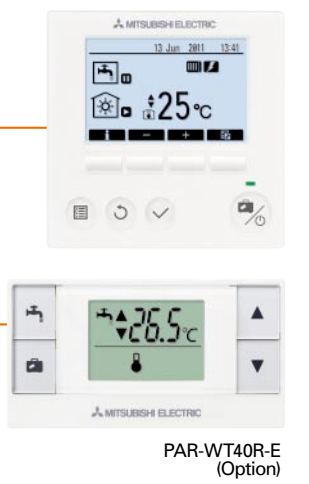 MITSUBISHI ELECTRIC
13 Jun 2011 13:41
25℃
i − +
26.5℃
MITSUBISHI ELECTRIC
PAR-WT40R-E
(Option)